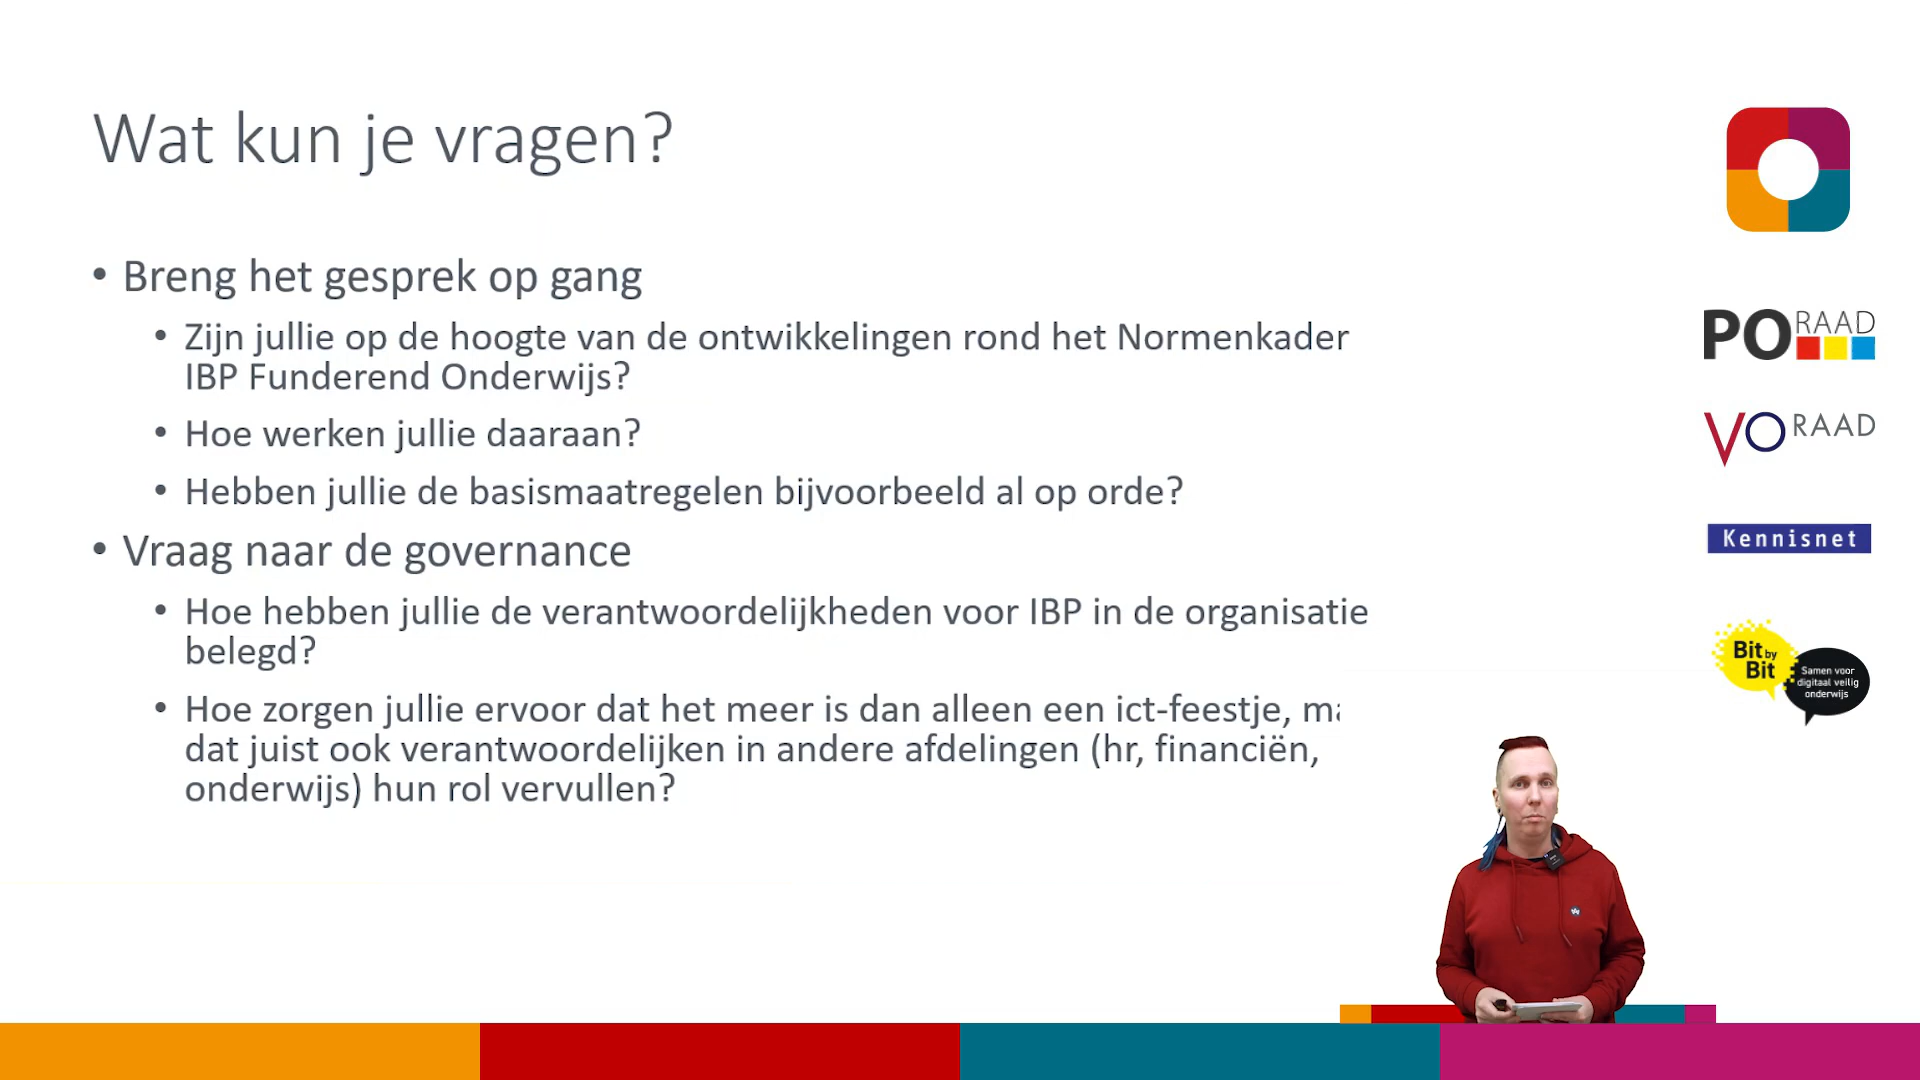 Wat kun je vragen?
• Breng het gesprek op gang
• Zijn jullie op de hoogte van de ontwikkelingen rond het Normenkader
IBP Funderend Onderwijs?
• Hoe werken jullie daaraan?
• Hebben jullie de basismaatregelen bijvoorbeeld al op orde?
• Vraag naar de governance
• Hoe hebben jullie de verantwoordelijkheden voor IBP in de organisatie
belegd?
• Hoe zorgen jullie ervoor dat het meer is dan alleen een ict-feestje,
dat juist ook verantwoordelijken in andere afdelingen (hr, financiën,
onderwijs) hun rol vervullen?
PO RAAD
VO RAAD
Kennisnet
Bit by
Bit
Samen voor
digitaal veilig
onderwijs